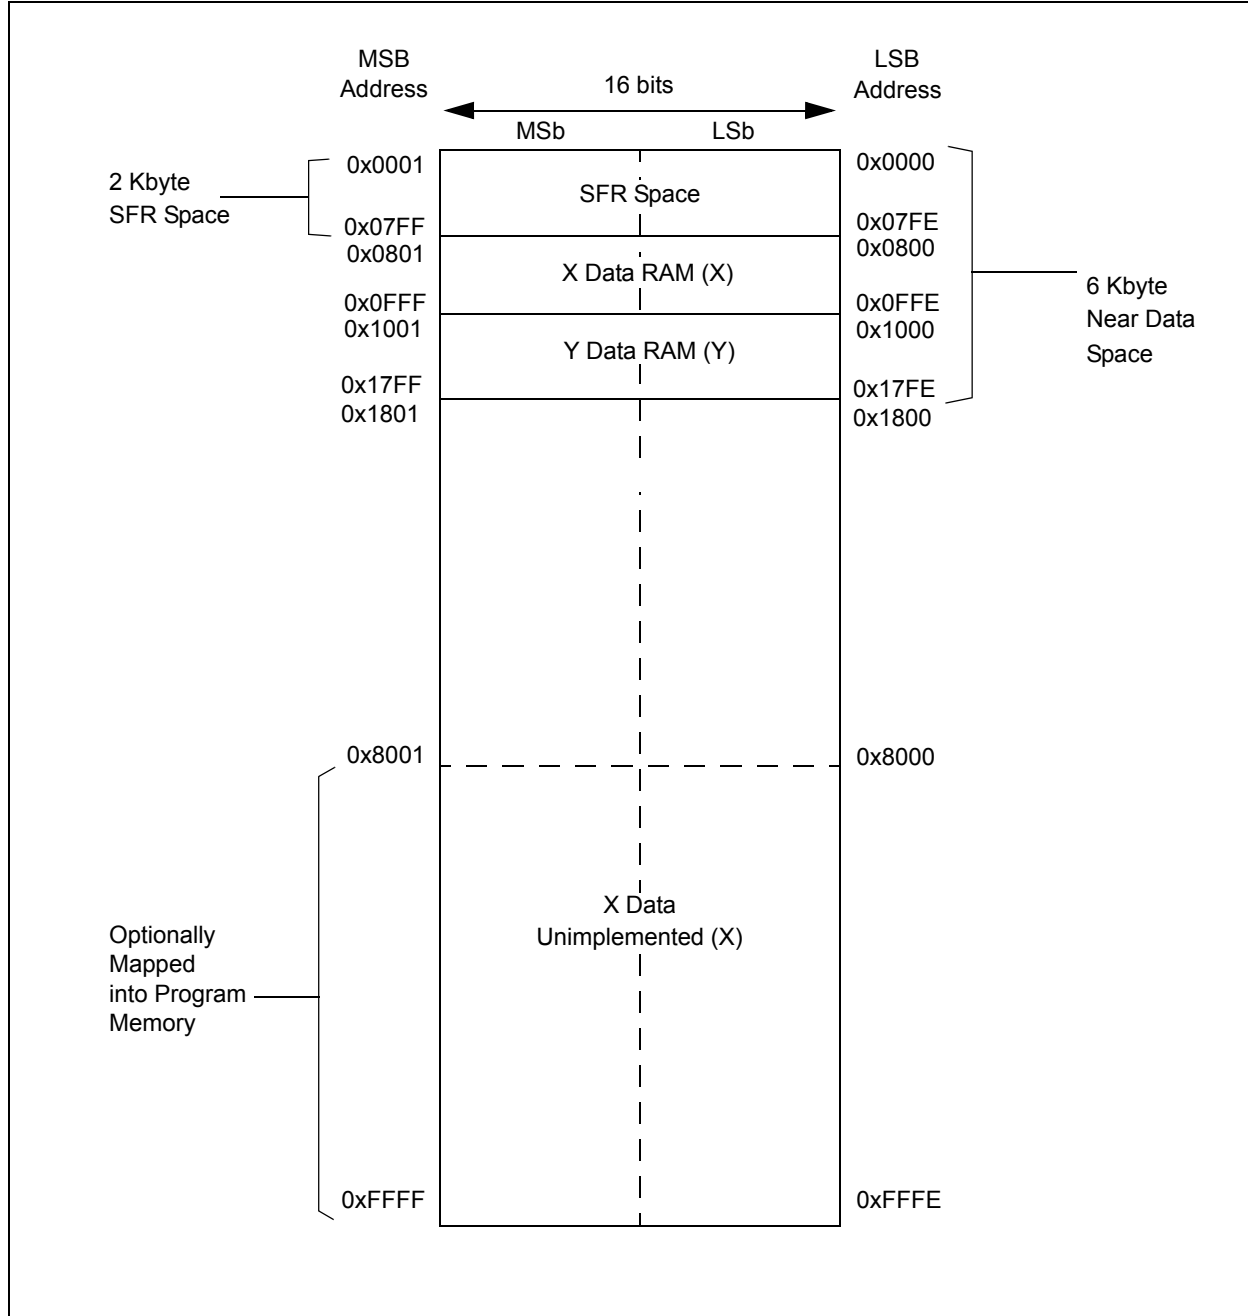 MSB
Address
LSB
Address
16 bits
MSb
LSb
0x0001
0x0000
2 Kbyte
SFR Space
SFR Space
0x07FF
0x07FE
0x0801
0x0800
X Data RAM (X)
0x0FFF
0x0FFE
0x1001
0x1000
6 Kbyte
Near Data
Space
Y Data RAM (Y)
0x17FF
0x17FE
0x1801
0x1800
0x8001
0x8000
X Data
Unimplemented (X)
Optionally
Mapped
into Program
Memory
0xFFFF
0xFFFE